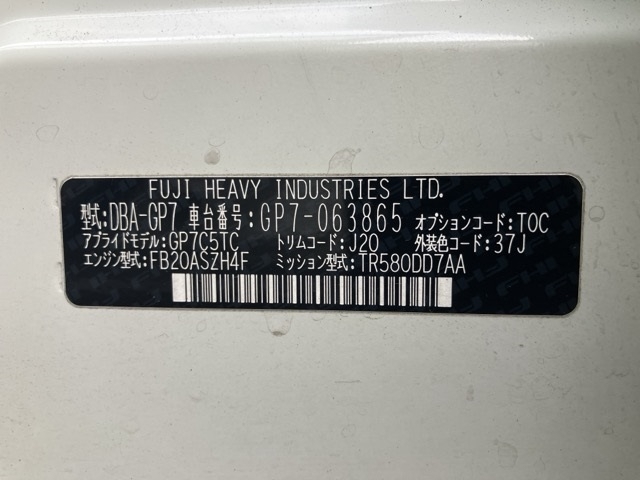 FUJI HEAVY INDUSTRIES LTD.
型式:DBA-GP7 車台番号:GP7-063865 オプションコード:TOC
アプライドモデル:GP7C5TC トリムコード:J20 外装色コード:37J
エンジン型式:FB20ASZH4F ミッション型式:TR580DD7AA